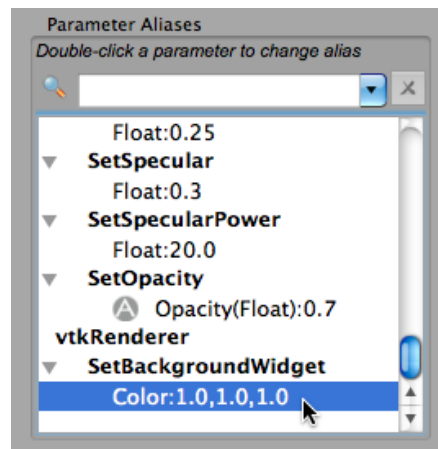 Parameter Aliases
Double-click a parameter to change alias
Float:0.25
SetSpecular
Float:0.3
SetSpecularPower
Float:20.0
SetOpacity
A Opacity(Float):0.7
vtkRenderer
SetBackgroundWidget
Color:1.0,1.0,1.0